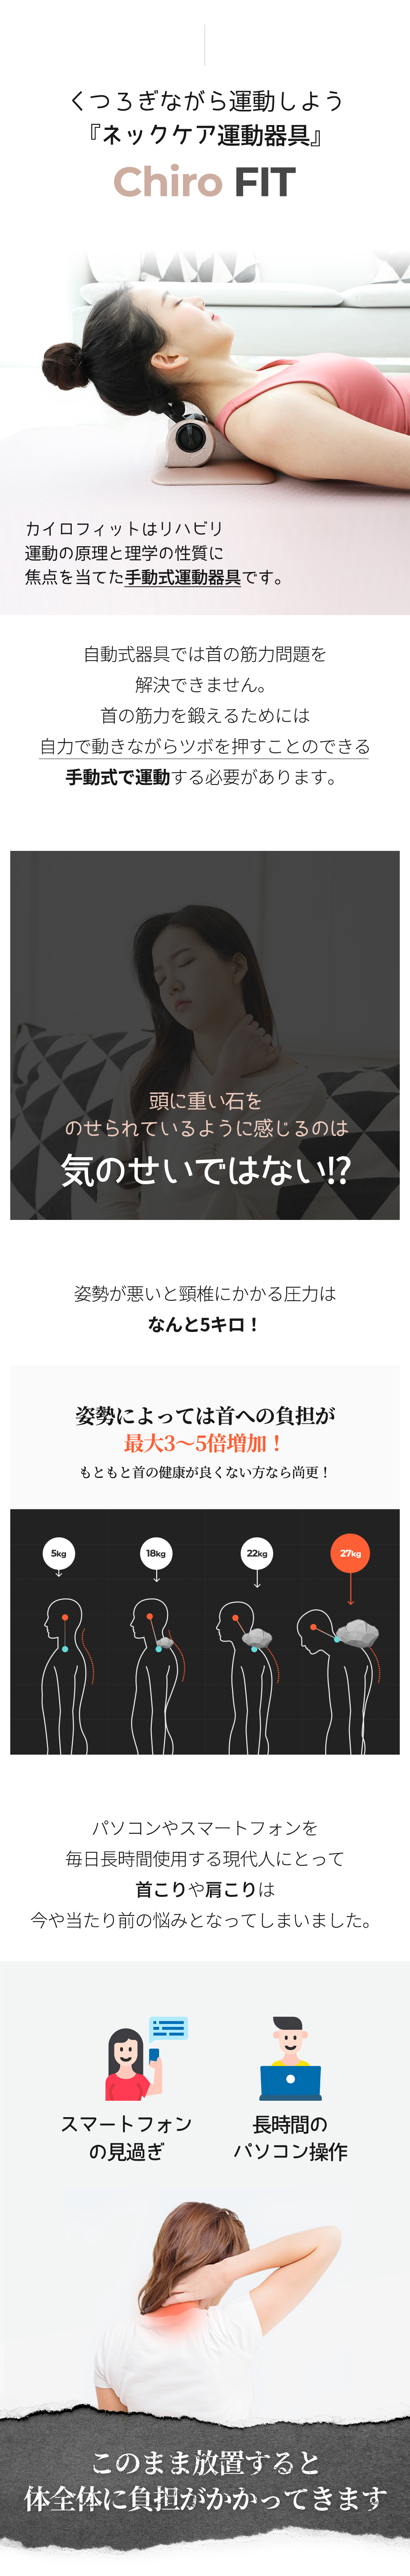 くつろぎながら運動しよう
『ネックケア運動器具』
Chiro FIT
カイロフィットはリハビリ
運動の原理と理学の性質に
焦点を当てた手動式運動器具です。
自動式器具では首の筋力問題を
解決できません。
首の筋力を鍛えるためには
自力で動きながらツボを押すことのできる
手動式で運動する必要があります。
頭に重い石を
のせられているように感じるのは
気のせいではない!?
姿勢が悪いと頸椎にかかる圧力は
なんと5キロ！
姿勢によっては首への負担が
最大3〜5倍増加！
もともと首の健康が良くない方なら尚更！
5kg
18kg
22kg
27kg
パソコンやスマートフォンを
毎日長時間使用する現代人にとって
首こりや肩こりは
今や当たり前の悩みとなってしまいました。
スマートフォン
の見過ぎ
長時間の
パソコン操作
このまま放置すると
体全体に負担がかかってきます